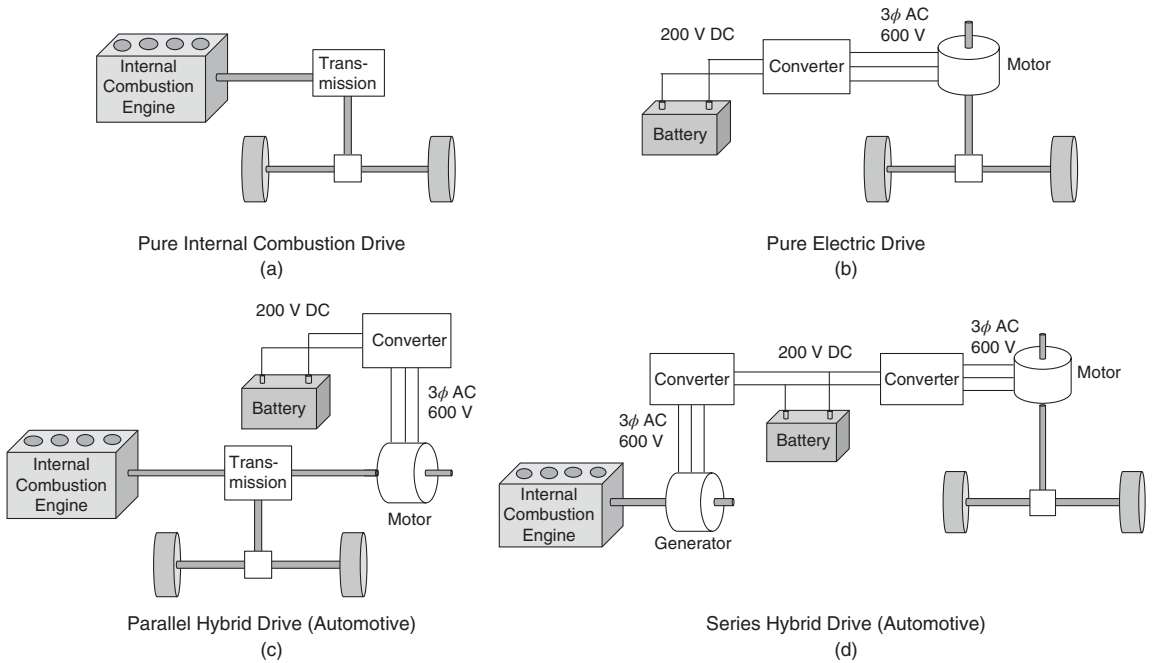 Internal
Combustion
Engine
Trans-
mission
Pure Internal Combustion Drive
(a)
200 V DC
3ϕ AC
600 V
Converter
Motor
Battery
Pure Electric Drive
(b)
200 V DC
Converter
Battery
3ϕ AC
600 V
Internal
Combustion
Engine
Trans-
mission
Motor
Parallel Hybrid Drive (Automotive)
(c)
3ϕ AC
600 V
200 V DC
Converter
Converter
Motor
3ϕ AC
600 V
Battery
Internal
Combustion
Engine
Generator
Series Hybrid Drive (Automotive)
(d)